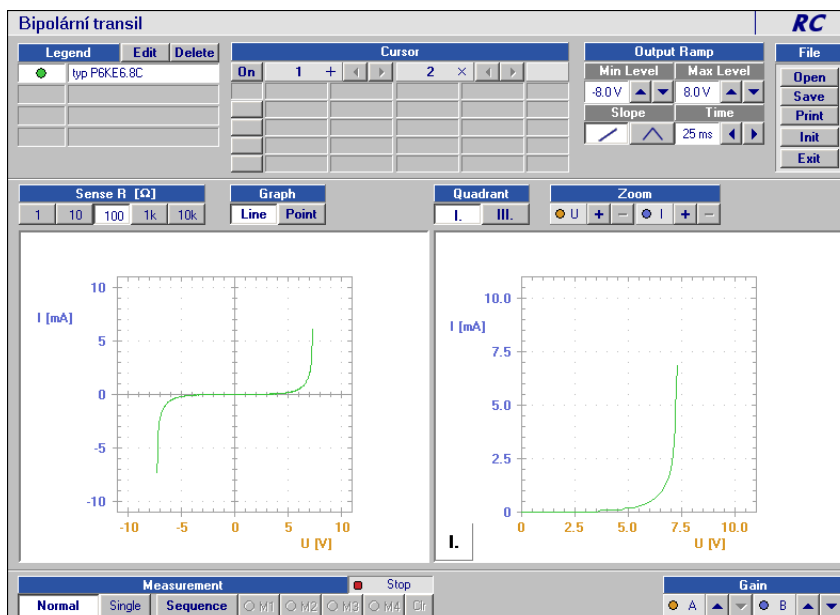 Bipolární transil
RC
Legend Edit Delete
typ P6KE6.8C
Cursor
On 1 + 2 ×
Output Ramp
Min Level Max Level
-8.0 V 8.0 V
Slope Time
25 ms
File
Open
Save
Print
Init
Exit
Sense R [Ω]
1 10 100 1k 10k
Graph
Line Point
Quadrant
I. III.
Zoom
U + − I + −
I [mA]
10
5
0
-5
-10
-10 -5 0 5 10
U [V]
I [mA]
10.0
7.5
5.0
2.5
0
0 2.5 5.0 7.5 10.0
U [V]
I.
Measurement
Stop
Normal Single Sequence M1 M2 M3 M4 Clr
Gain
A B